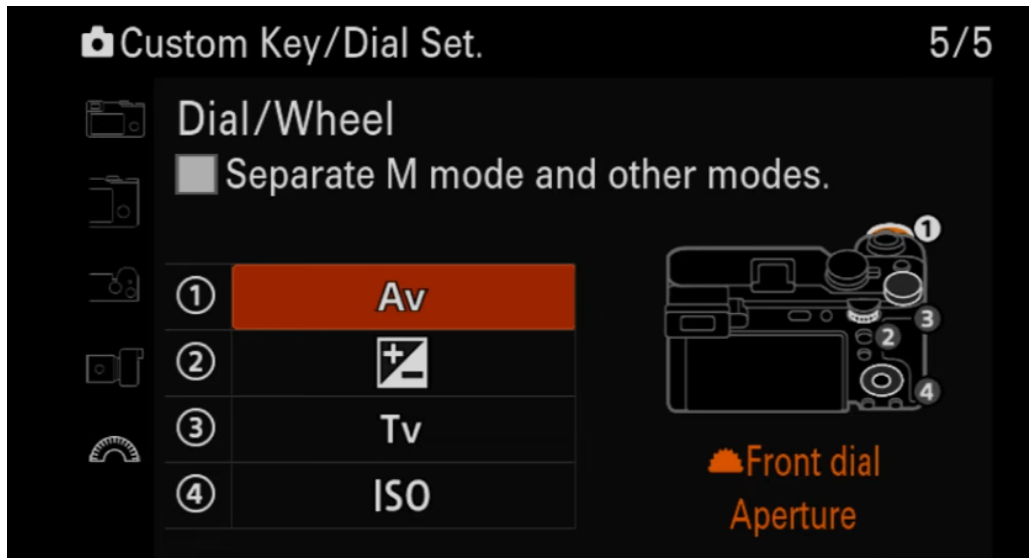 Custom Key/Dial Set. 5/5
Dial/Wheel
Separate M mode and other modes.
① Av
②
③ Tv
④ ISO
①
③
②
④
Front dial
Aperture